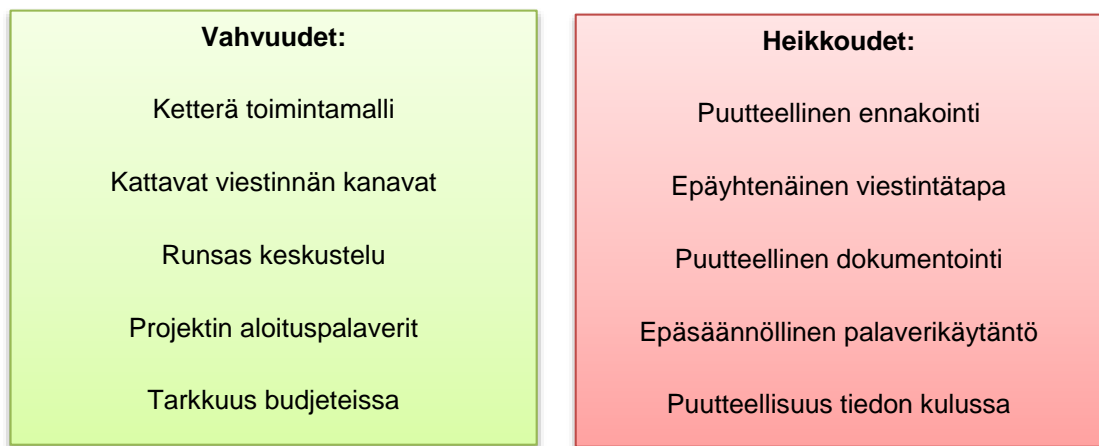 Vahvuudet:
Ketterä toimintamalli
Kattavat viestinnän kanavat
Runsas keskustelu
Projektin aloituspalaverit
Tarkkuus budjeteissa
Heikkoudet:
Puutteellinen ennakointi
Epäyhtenäinen viestintätapa
Puutteellinen dokumentointi
Epäsäännöllinen palaverikäytäntö
Puutteellisuus tiedon kulussa